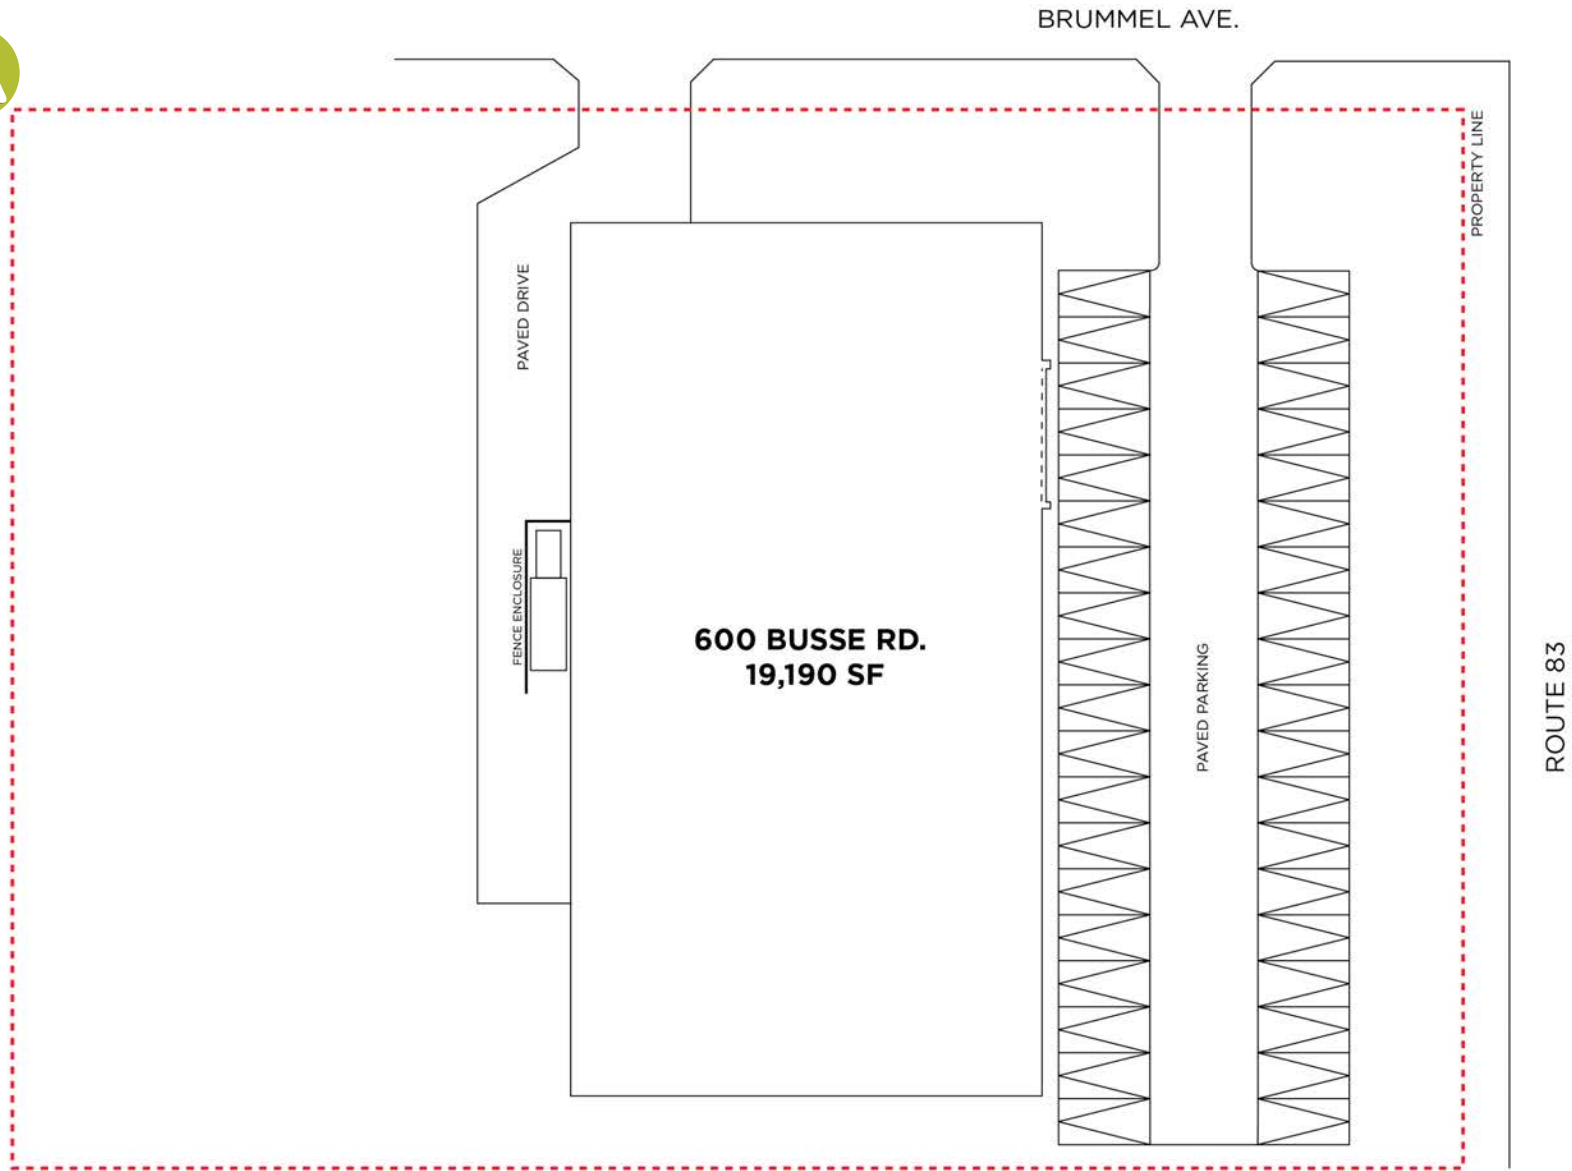 BRUMMEL AVE.
PROPERTY LINE
PAVED DRIVE
FENCE ENCLOSURE
600 BUSSE RD.
19,190 SF
PAVED PARKING
ROUTE 83